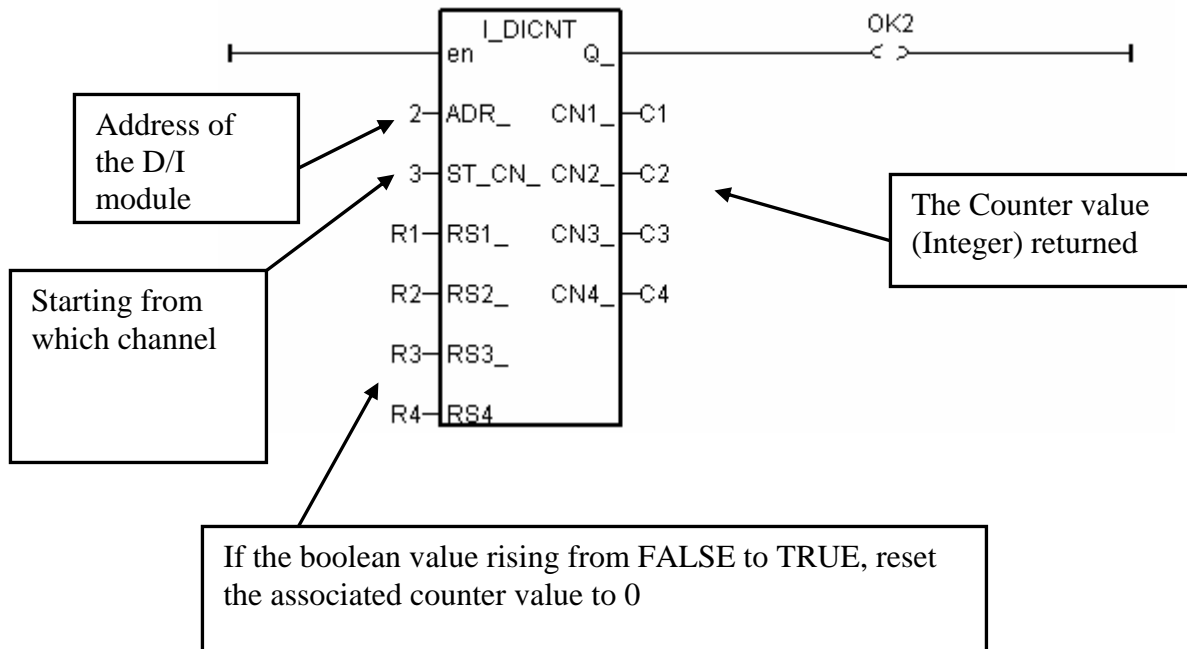 I_DICNT
OK2
en Q_
Address of
the D/I
module
2 ADR_ CN1_ C1
3 ST_CN_ CN2_ C2
The Counter value
(Integer) returned
R1 RS1_ CN3_ C3
Starting from
which channel
R2 RS2_ CN4_ C4
R3 RS3_
R4 RS4
If the boolean value rising from FALSE to TRUE, reset
the associated counter value to 0